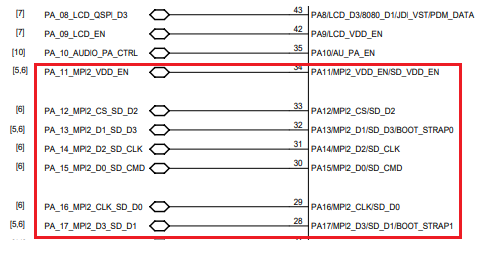 [7] PA_08_LCD_QSPI_D3 43 PA8/LCD_D3/8080_D1/JDI_VST/PDM_DATA
[7] PA_09_LCD_EN 42 PA9/LCD_VDD_EN
[10] PA_10_AUDIO_PA_CTRL 35 PA10/AU_PA_EN
[5,6] PA_11_MPI2_VDD_EN 34 PA11/MPI2_VDD_EN/SD_VDD_EN
[6] PA_12_MPI2_CS_SD_D2 33 PA12/MPI2_CS/SD_D2
[5,6] PA_13_MPI2_D1_SD_D3 32 PA13/MPI2_D1/SD_D3/BOOT_STRAP0
[6] PA_14_MPI2_D2_SD_CLK 31 PA14/MPI2_D2/SD_CLK
[6] PA_15_MPI2_D0_SD_CMD 30 PA15/MPI2_D0/SD_CMD
[6] PA_16_MPI2_CLK_SD_D0 29 PA16/MPI2_CLK/SD_D0
[5,6] PA_17_MPI2_D3_SD_D1 28 PA17/MPI2_D3/SD_D1/BOOT_STRAP1